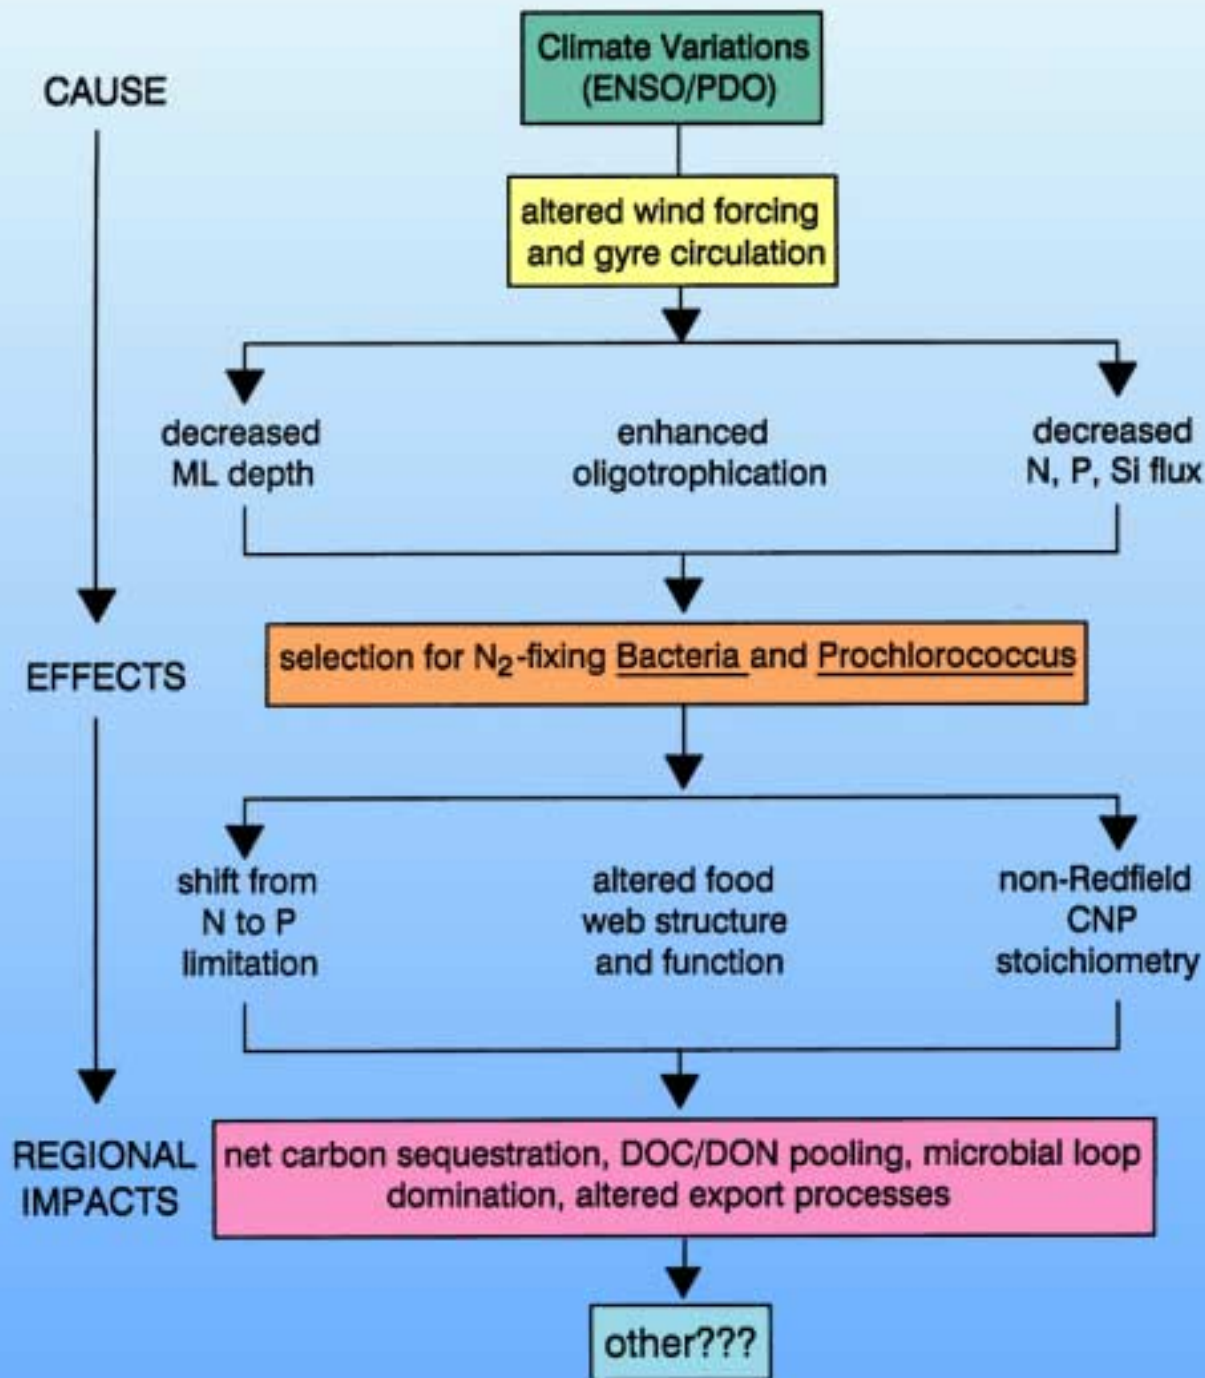 CAUSE
Climate Variations
(ENSO/PDO)
altered wind forcing
and gyre circulation
decreased
ML depth
enhanced
oligotrophication
decreased
N, P, Si flux
EFFECTS
selection for N₂-fixing Bacteria and Prochlorococcus
shift from
N to P
limitation
altered food
web structure
and function
non-Redfield
CNP
stoichiometry
REGIONAL
IMPACTS
net carbon sequestration, DOC/DON pooling, microbial loop
domination, altered export processes
other???